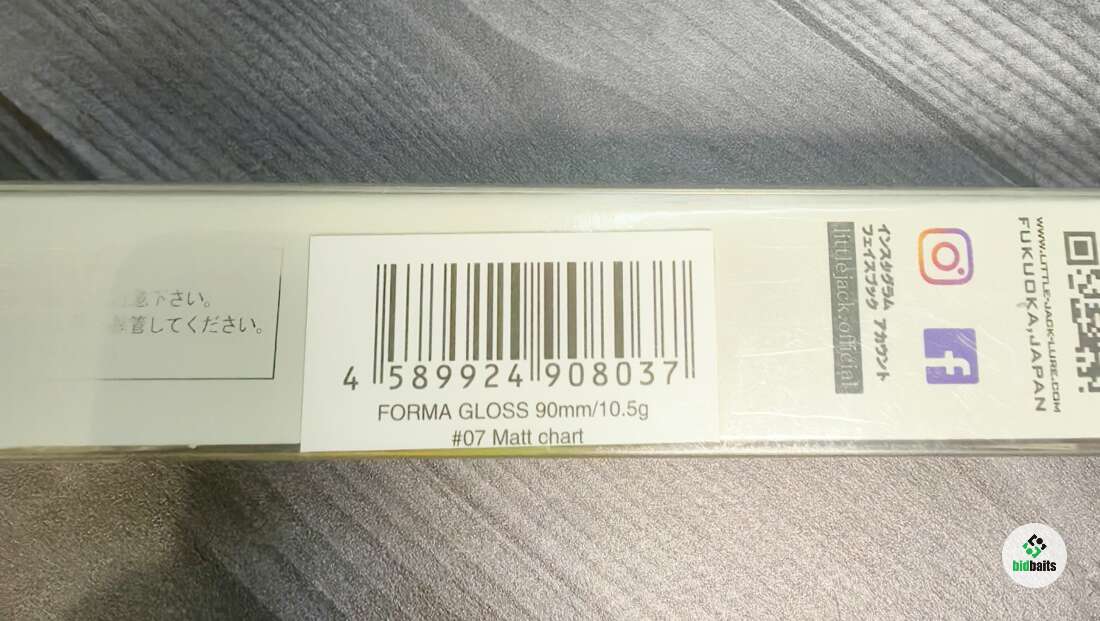 下さい。
管してください。
4 589924 908037
FORMA GLOSS 90mm/10.5g
#07 Matt chart
インスタグラム アカウント
フェイスブック
littlejack-official
WWW.LITTLE-JACK-LURE.COM
FUKUOKA,JAPAN
bidbaits